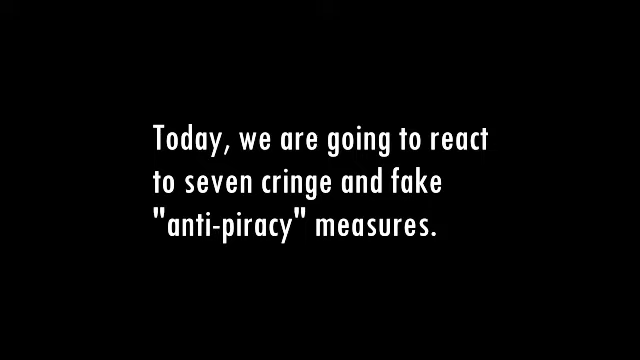 Today, we are going to react
to seven cringe and fake
"anti-piracy" measures.